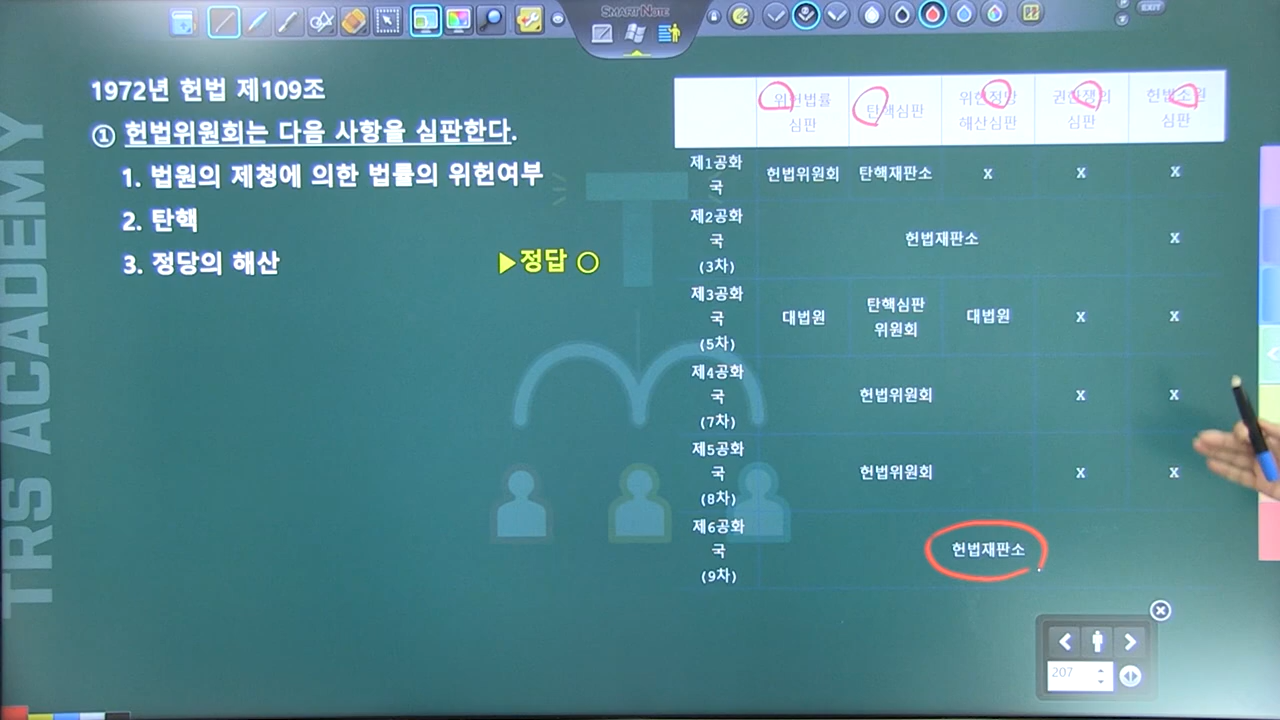 SMARTNOTE
EXIT
1972년 헌법 제109조
① 헌법위원회는 다음 사항을 심판한다.
1. 법원의 제청에 의한 법률의 위헌여부
2. 탄핵
3. 정당의 해산
▶정답 ○
위헌법률
심판
탄핵심판
위헌정당
해산심판
권한쟁의
심판
헌법소원
심판
제1공화
국
헌법위원회
탄핵재판소
x
x
x
제2공화
국
(3차)
헌법재판소
x
제3공화
국
(5차)
대법원
탄핵심판
위원회
대법원
x
x
제4공화
국
(7차)
헌법위원회
x
x
제5공화
국
(8차)
헌법위원회
x
x
제6공화
국
(9차)
헌법재판소
TRS ACADEMY
207